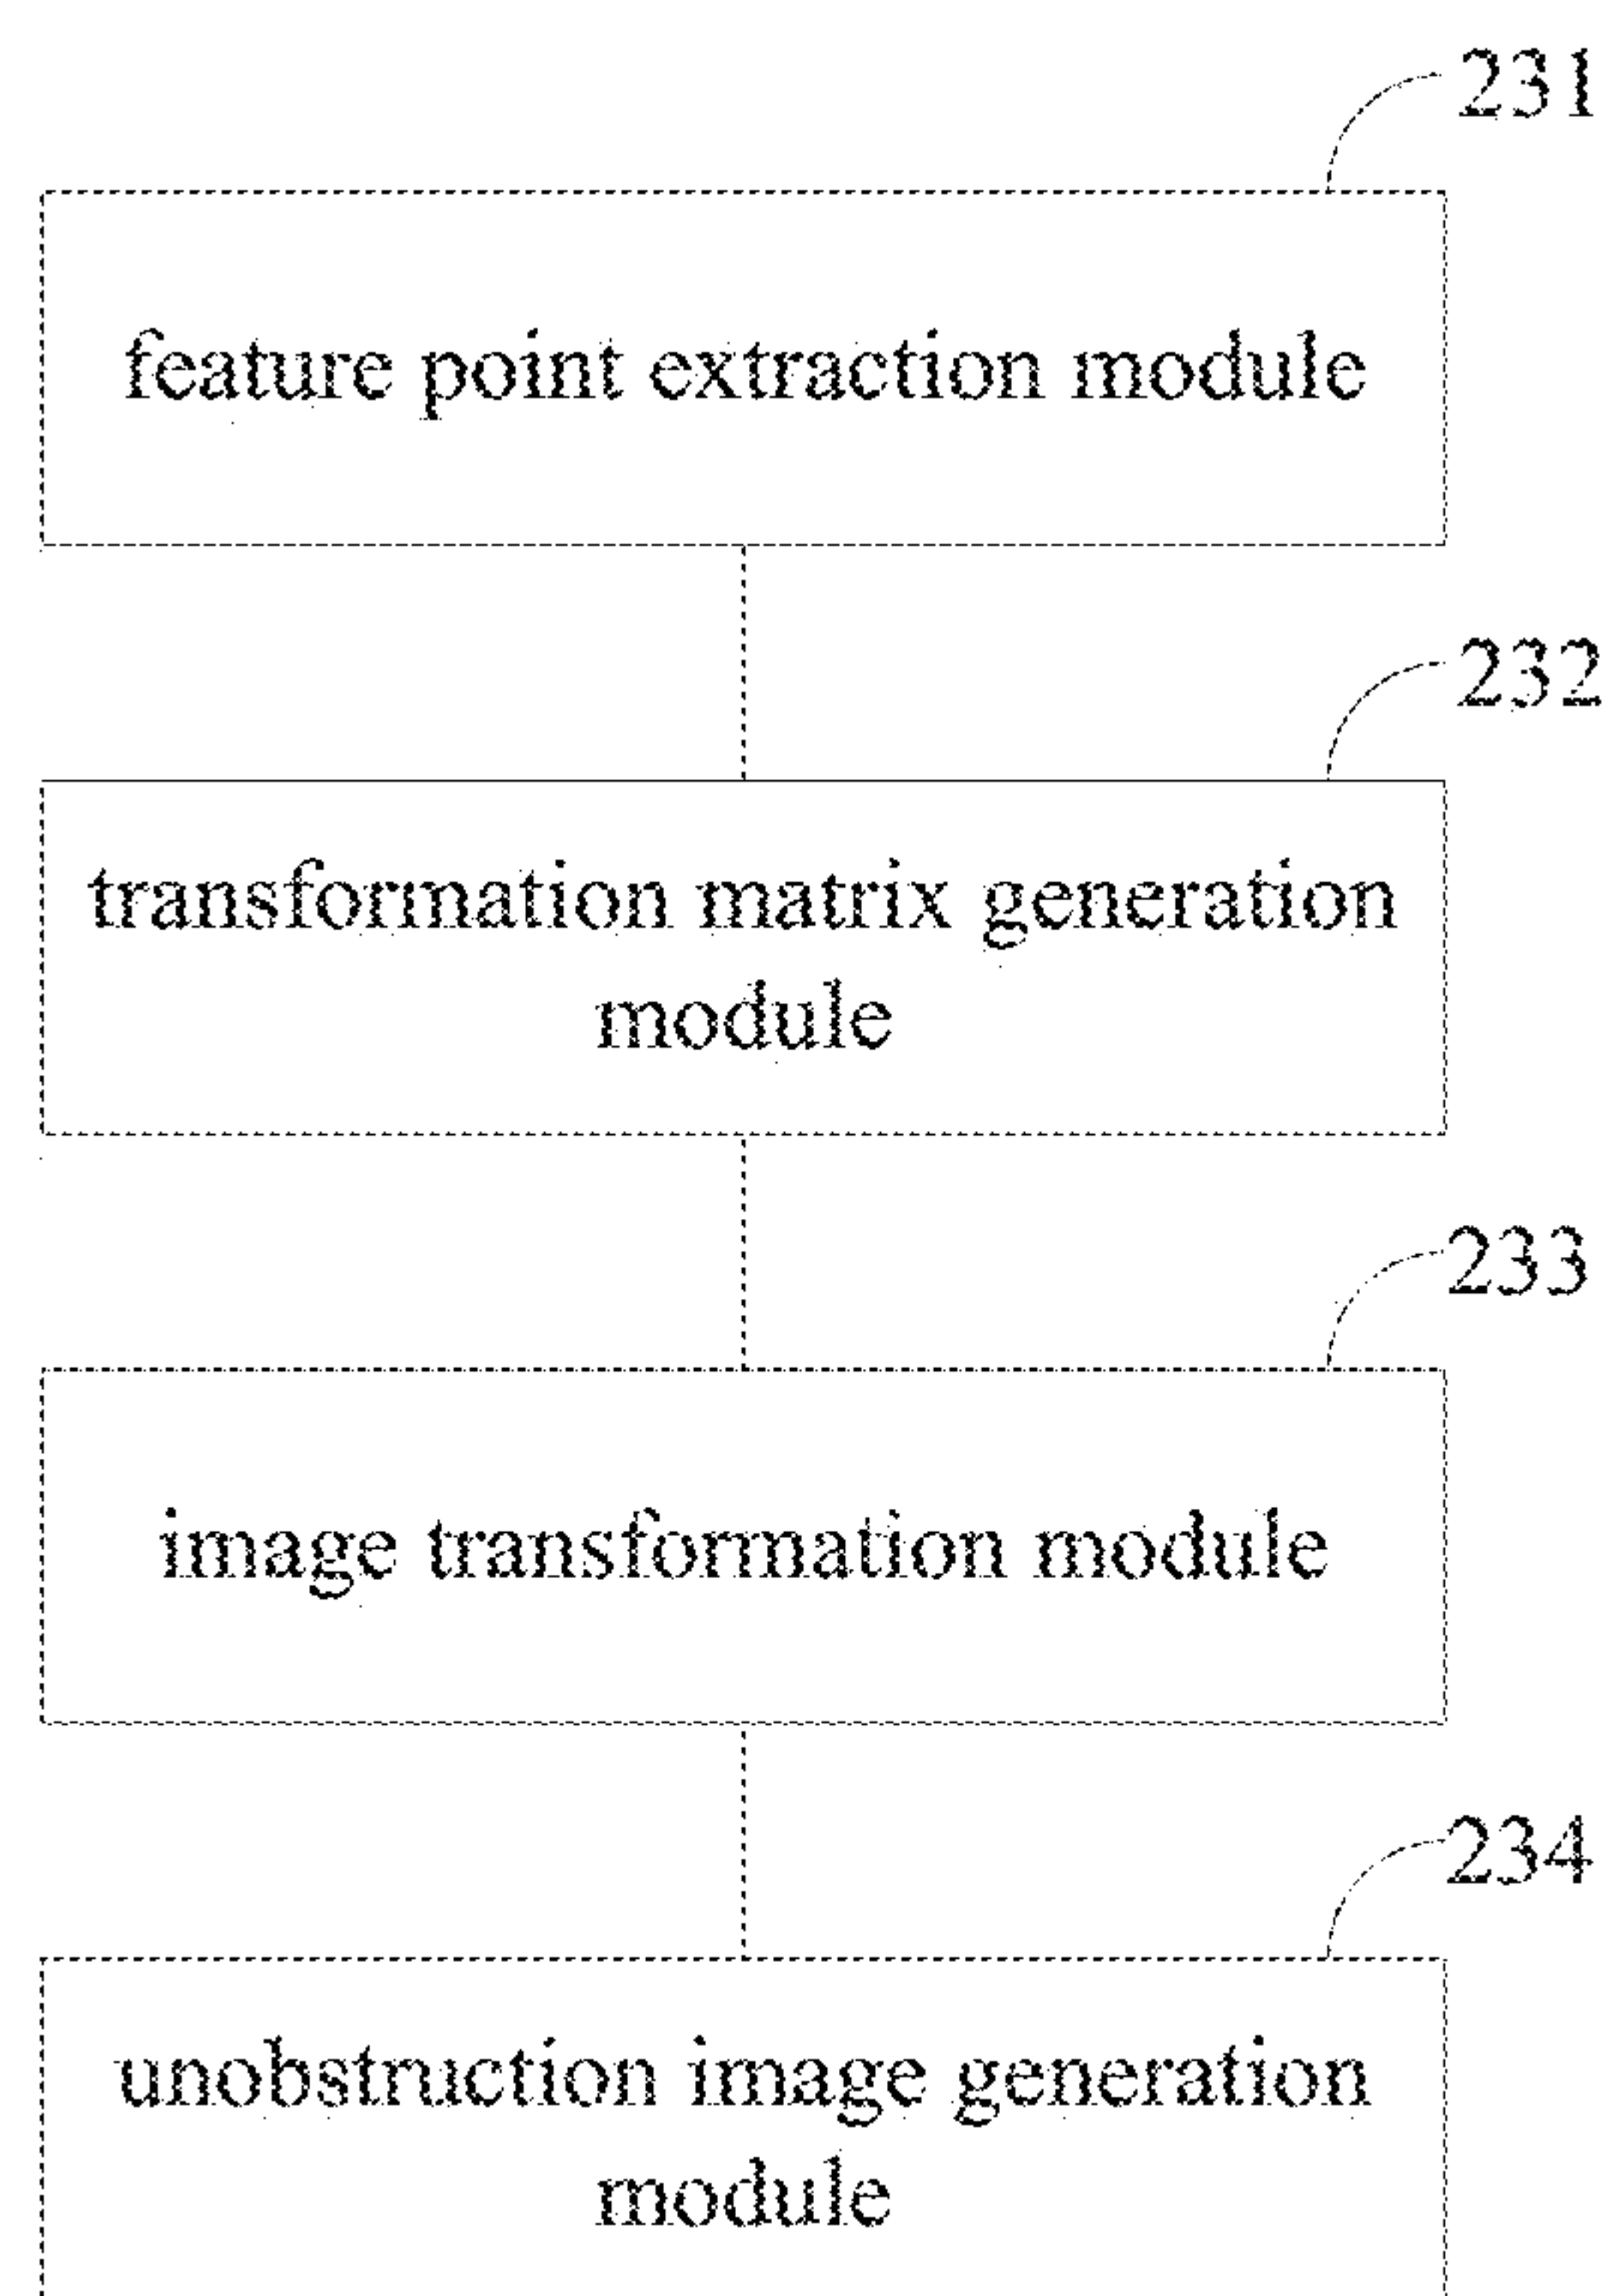 231
feature point extraction module
232
transformation matrix generation
module
233
image transformation module
234
unobstruction image generation
module